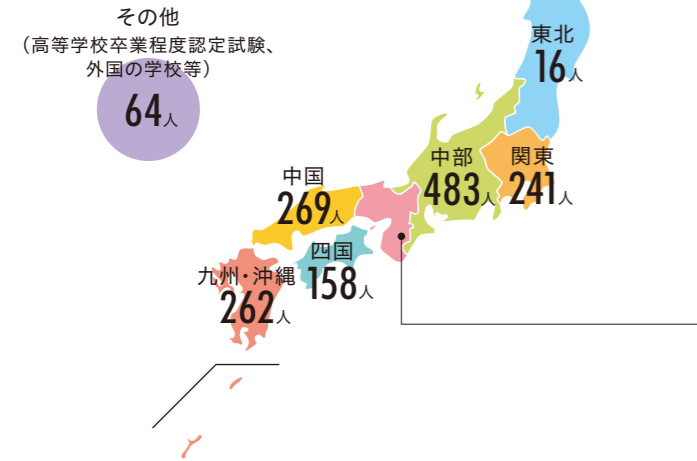 その他
（高等学校卒業程度認定試験、
外国の学校等）
64人
東北
16人
中部
483人
関東
241人
中国
269人
四国
158人
九州・沖縄
262人